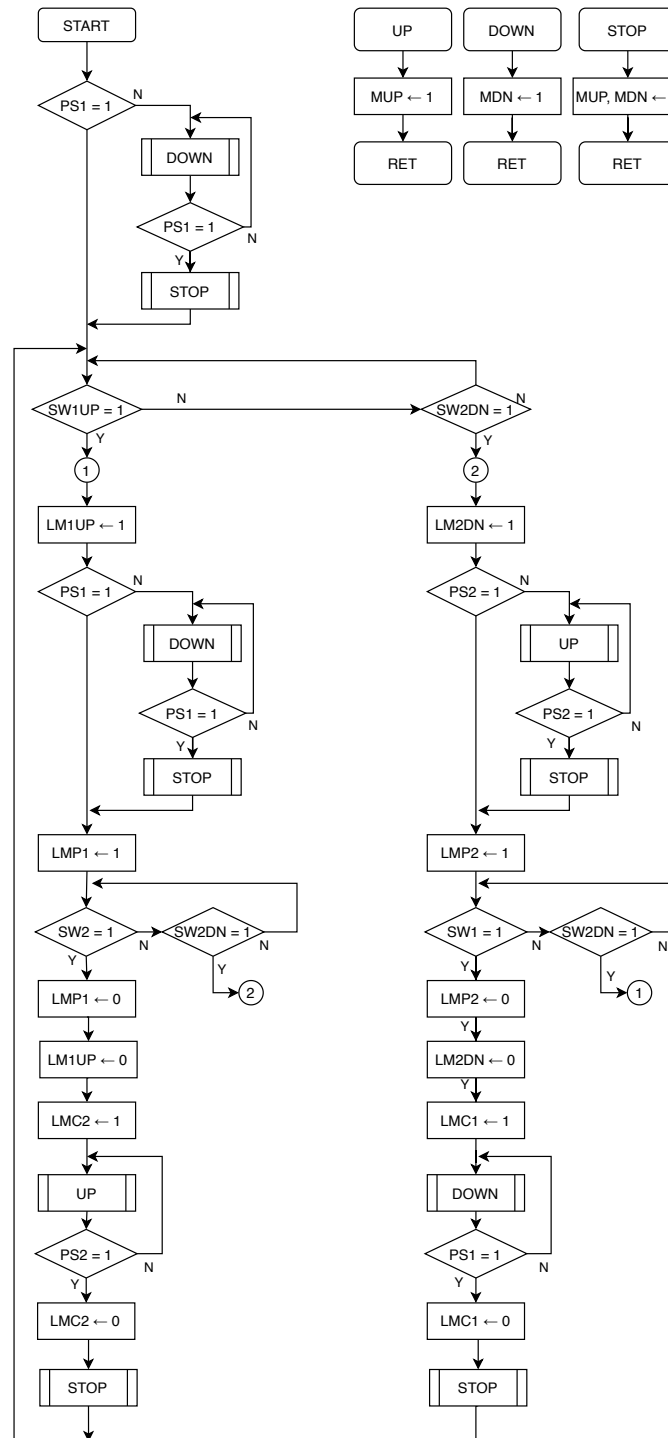 START
UP
DOWN
STOP
PS1 = 1
N
MUP ← 1
MDN ← 1
MUP, MDN ←
DOWN
RET
RET
RET
PS1 = 1
N
Y
STOP
SW1UP = 1
N
SW2DN = 1
N
Y
Y
1
2
LM1UP ← 1
LM2DN ← 1
PS1 = 1
N
PS2 = 1
N
DOWN
UP
PS1 = 1
N
PS2 = 1
N
Y
Y
STOP
STOP
LMP1 ← 1
LMP2 ← 1
SW2 = 1
N
SW2DN = 1
N
SW1 = 1
N
SW2DN = 1
N
Y
Y
Y
Y
LMP1 ← 0
2
LMP2 ← 0
1
Y
LM1UP ← 0
LM2DN ← 0
Y
LMC2 ← 1
LMC1 ← 1
UP
DOWN
PS2 = 1
N
PS1 = 1
N
Y
Y
LMC2 ← 0
LMC1 ← 0
STOP
STOP